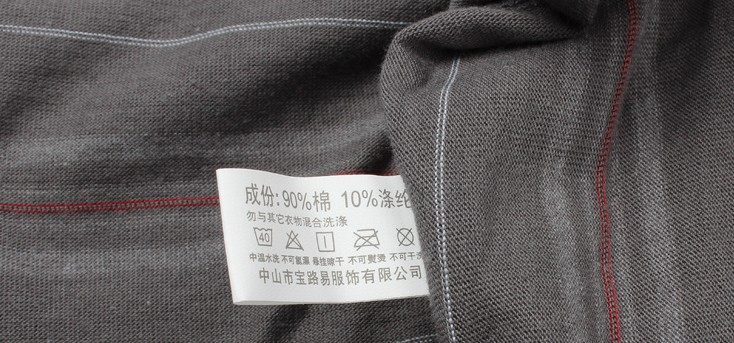 成份: 90%棉 10%涤纶
勿与其它衣物混合洗涤
40
中温水洗 不可氯漂 悬挂晾干 不可熨烫 不可干洗
中山市宝路易服饰有限公司